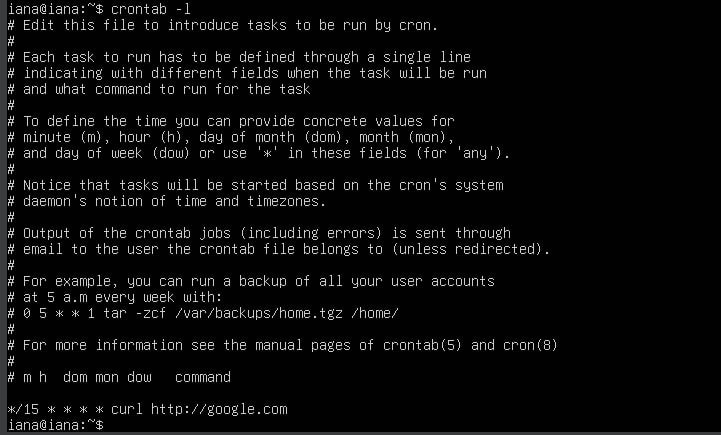 iana@iana:~$ crontab -l
# Edit this file to introduce tasks to be run by cron.
#
# Each task to run has to be defined through a single line
# indicating with different fields when the task will be run
# and what command to run for the task
#
# To define the time you can provide concrete values for
# minute (m), hour (h), day of month (dom), month (mon),
# and day of week (dow) or use '*' in these fields (for 'any').
#
# Notice that tasks will be started based on the cron's system
# daemon's notion of time and timezones.
#
# Output of the crontab jobs (including errors) is sent through
# email to the user the crontab file belongs to (unless redirected).
#
# For example, you can run a backup of all your user accounts
# at 5 a.m every week with:
# 0 5 * * 1 tar -zcf /var/backups/home.tgz /home/
#
# For more information see the manual pages of crontab(5) and cron(8)
#
# m h  dom mon dow   command

*/15 * * * * curl http://google.com
iana@iana:~$